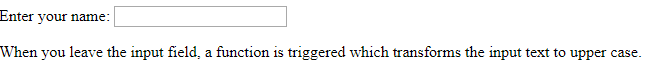 Enter your name:
When you leave the input field, a function is triggered which transforms the input text to upper case.